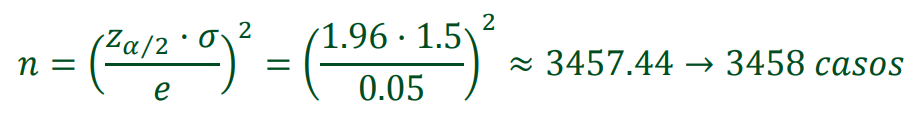 n = (z_{α/2} · σ / e)^2 = (1.96 · 1.5 / 0.05)^2 ≈ 3457.44 → 3458 casos